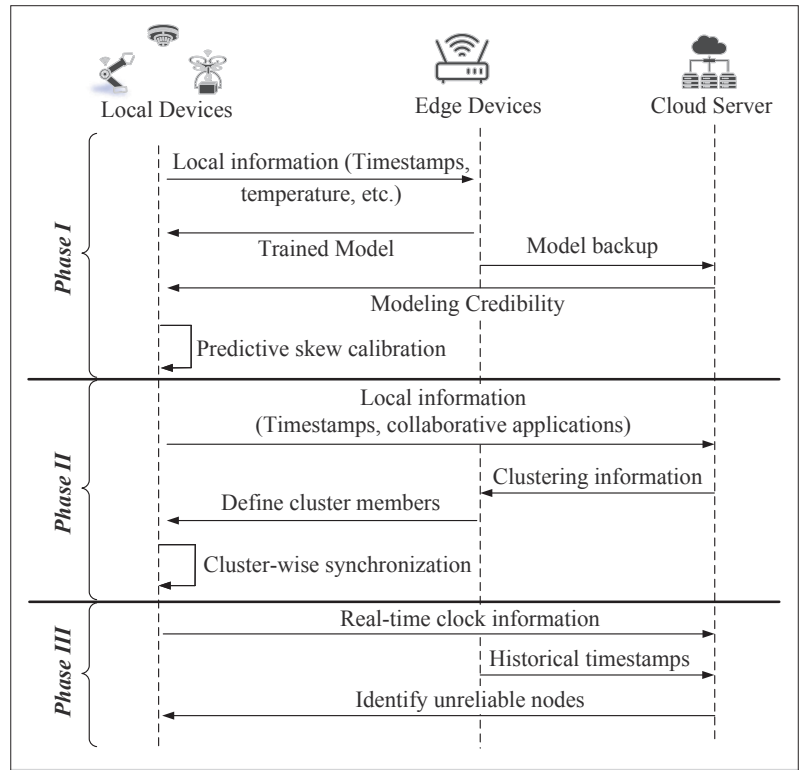 Local Devices
Edge Devices
Cloud Server
Phase I
Local information (Timestamps,
temperature, etc.)
Trained Model
Model backup
Modeling Credibility
Predictive skew calibration
Phase II
Local information
(Timestamps, collaborative applications)
Clustering information
Define cluster members
Cluster-wise synchronization
Phase III
Real-time clock information
Historical timestamps
Identify unreliable nodes